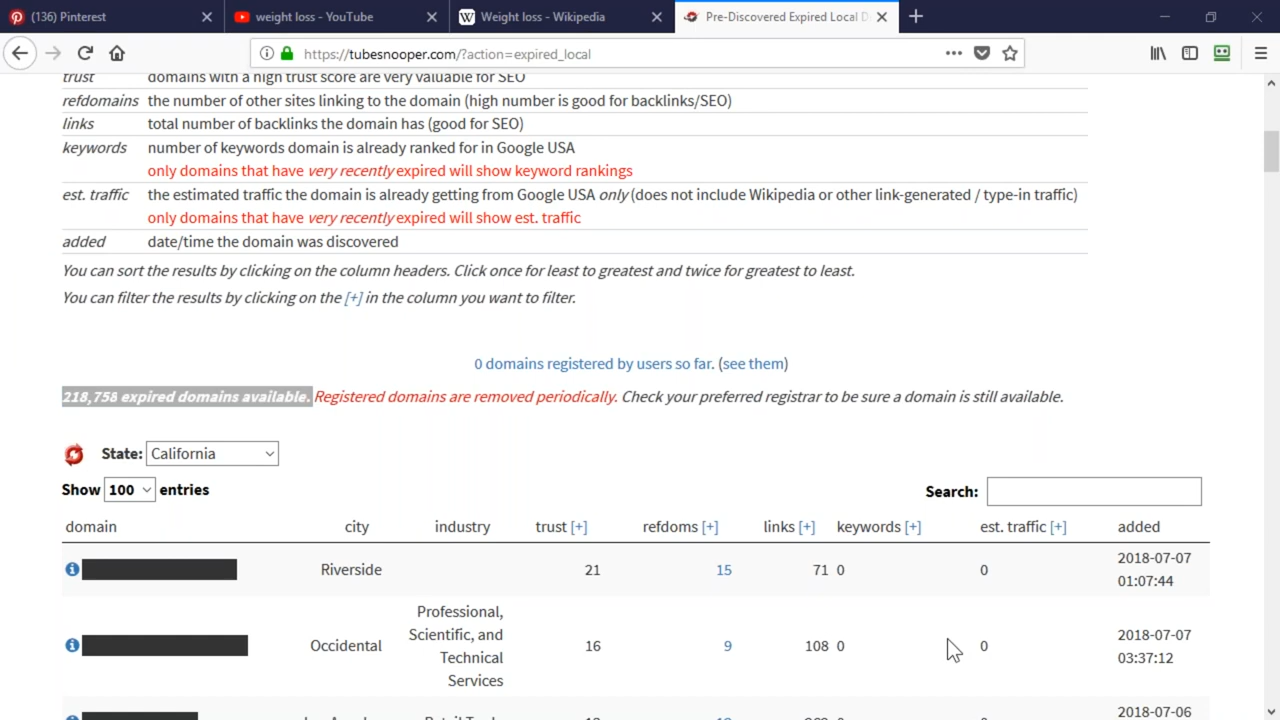 (136) Pinterest
weight loss - YouTube
Weight loss - Wikipedia
Pre-Discovered Expired Local D
https://tubesnooper.com/?action=expired_local
trust domains with a high trust score are very valuable for SEO
refdomains the number of other sites linking to the domain (high number is good for backlinks/SEO)
links total number of backlinks the domain has (good for SEO)
keywords number of keywords domain is already ranked for in Google USA
only domains that have very recently expired will show keyword rankings
est. traffic the estimated traffic the domain is already getting from Google USA only (does not include Wikipedia or other link-generated / type-in traffic)
only domains that have very recently expired will show est. traffic
added date/time the domain was discovered
You can sort the results by clicking on the column headers. Click once for least to greatest and twice for greatest to least.
You can filter the results by clicking on the [+] in the column you want to filter.
0 domains registered by users so far. (see them)
218,758 expired domains available. Registered domains are removed periodically. Check your preferred registrar to be sure a domain is still available.
State: California
Show 100 entries
Search:
domain city industry trust [+] refdoms [+] links [+] keywords [+] est. traffic [+] added
Riverside 21 15 71 0 0 2018-07-07 01:07:44
Occidental Professional, Scientific, and Technical Services 16 9 108 0 0 2018-07-07 03:37:12
2018-07-06